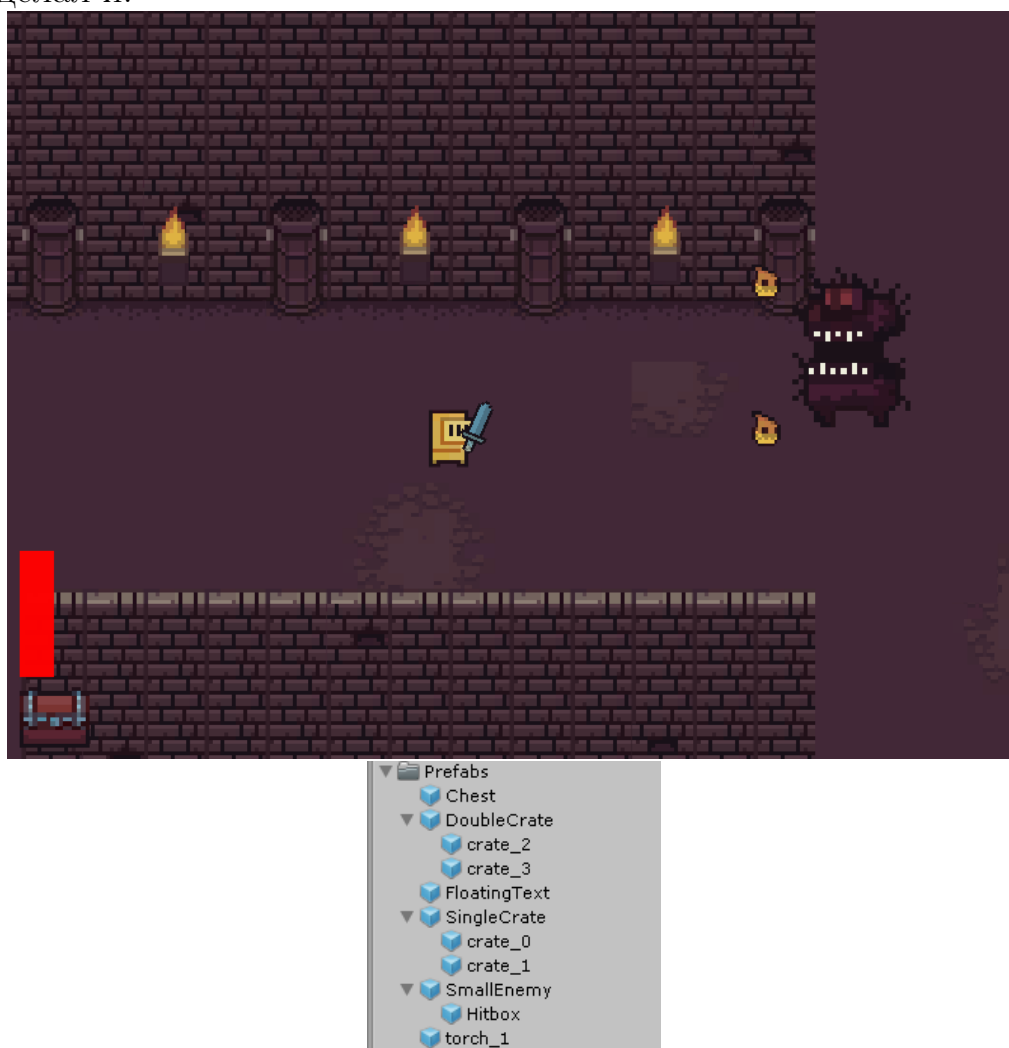 Prefabs
Chest
DoubleCrate
crate_2
crate_3
FloatingText
SingleCrate
crate_0
crate_1
SmallEnemy
Hitbox
torch_1